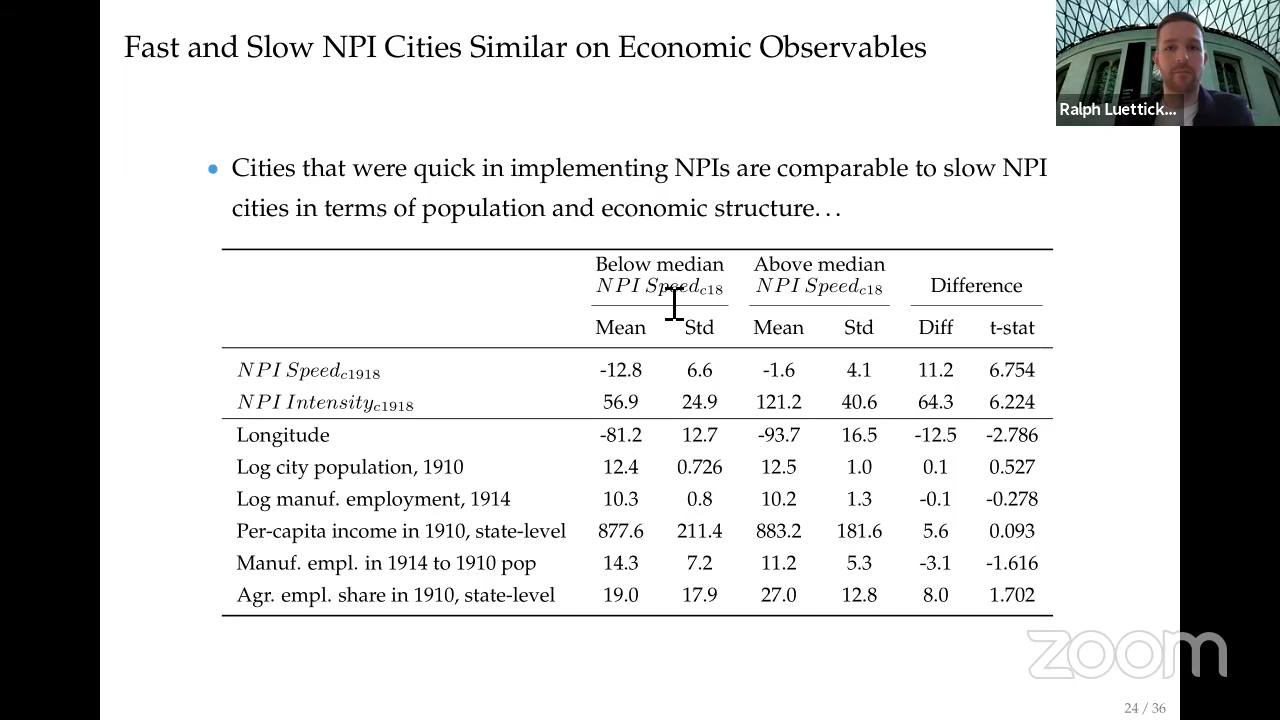 Fast and Slow NPI Cities Similar on Economic Observables
Ralph Luettick...
• Cities that were quick in implementing NPIs are comparable to slow NPI
cities in terms of population and economic structure...
Below median Above median
NPI Speed_c18 NPI Speed_c18 Difference
Mean Std Mean Std Diff t-stat
NPI Speed_c1918 -12.8 6.6 -1.6 4.1 11.2 6.754
NPI Intensity_c1918 56.9 24.9 121.2 40.6 64.3 6.224
Longitude -81.2 12.7 -93.7 16.5 -12.5 -2.786
Log city population, 1910 12.4 0.726 12.5 1.0 0.1 0.527
Log manuf. employment, 1914 10.3 0.8 10.2 1.3 -0.1 -0.278
Per-capita income in 1910, state-level 877.6 211.4 883.2 181.6 5.6 0.093
Manuf. empl. in 1914 to 1910 pop 14.3 7.2 11.2 5.3 -3.1 -1.616
Agr. empl. share in 1910, state-level 19.0 17.9 27.0 12.8 8.0 1.702
zoom
24 / 36